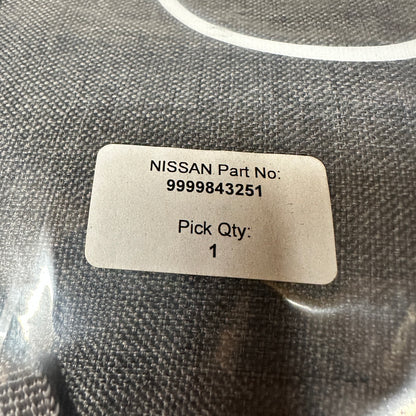 NISSAN Part No:
9999843251
Pick Qty:
1